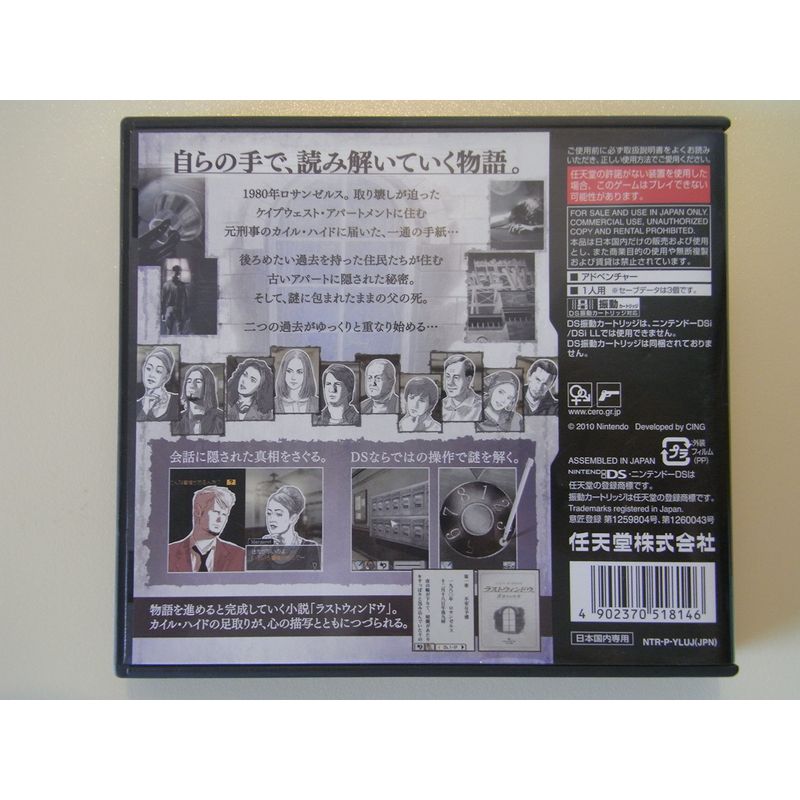 自らの手で、読み解いていく物語。
1980年ロサンゼルス。取り壊しが迫った
ケイプウェスト・アパートメントに住む
元刑事のカイル・ハイドに届いた、一通の手紙…
後ろめたい過去を持った住民たちが住む
古いアパートに隠された秘密。
そして、謎に包まれたままの父の死。
二つの過去がゆっくりと重なり始める…
会話に隠された真相をさぐる。
DSならではの操作で謎を解く。
Margaret
物語を進めると完成していく小説「ラストウィンドウ」。
カイル・ハイドの足取りが、心の描写とともにつづられる。
ラストウィンドウ
ご使用前に必ず取扱説明書をよくお読み
いただき、正しい使用方法でご愛用ください。
任天堂の許諾がない装置を使用した
場合、このゲームはプレイできない
可能性があります。
FOR SALE AND USE IN JAPAN ONLY.
COMMERCIAL USE, UNAUTHORIZED
COPY AND RENTAL PROHIBITED.
本品は日本国内だけの販売および使用
とし、また商業目的の使用や無断複製
および賃貸は禁止されています。
■アドベンチャー
■1人用 ※セーブデータは3個です。
振動カートリッジ
DS振動カートリッジ対応
DS振動カートリッジは、ニンテンドーDSi
/DSi LLでは使用できません。
DS振動カートリッジは同梱されておりま
せん。
www.cero.gr.jp
© 2010 Nintendo Developed by CING
プラ
外装
フィルム
(PP)
ASSEMBLED IN JAPAN
NINTENDO DS・ニンテンドーDSは
任天堂の登録商標です。
振動カートリッジは任天堂の登録商標です。
Trademarks registered in Japan.
意匠登録 第1259804号, 第1260043号
任天堂株式会社
4 902370 518146
日本国内専用
NTR-P-YLUJ(JPN)